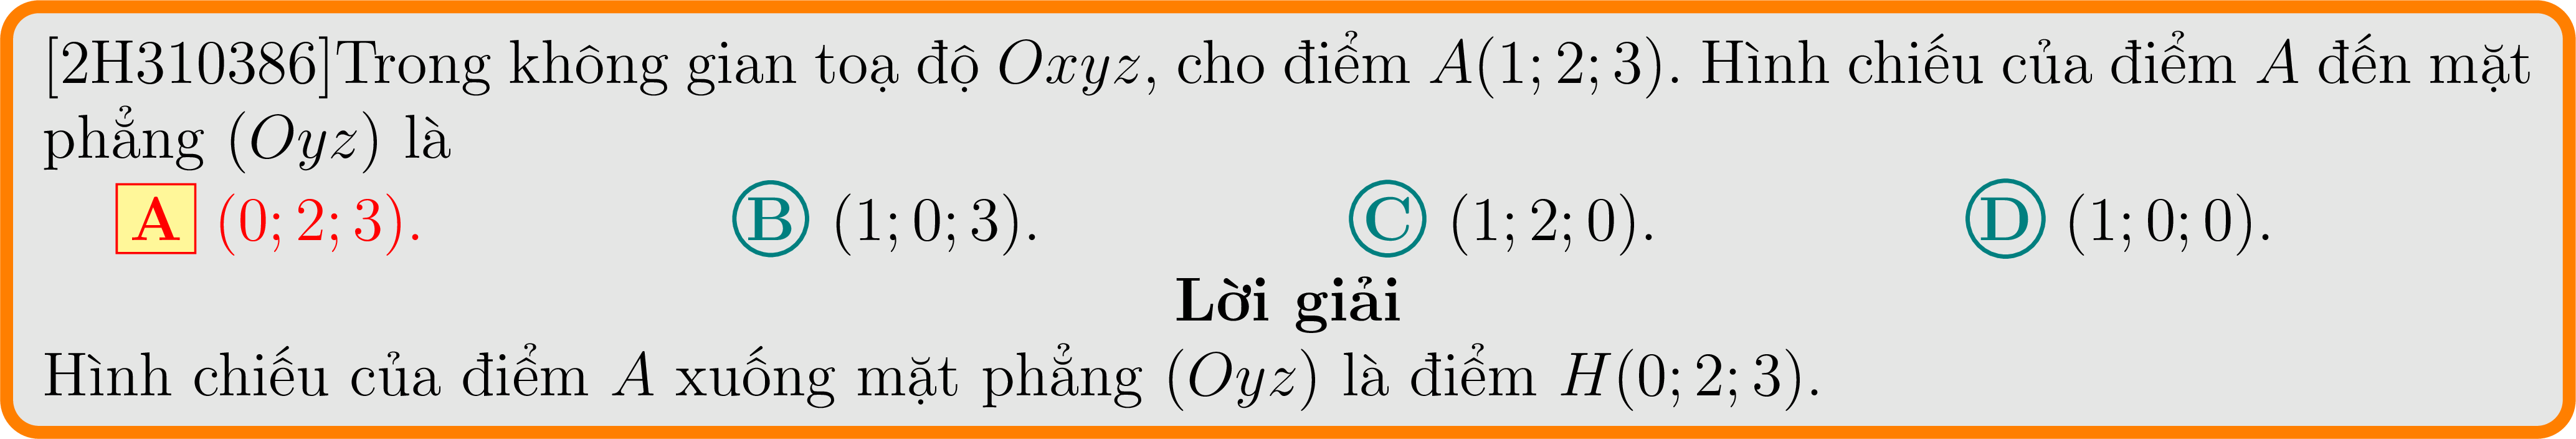 [2H310386]Trong không gian toạ độ Oxyz, cho điểm A(1; 2; 3). Hình chiếu của điểm A đến mặt
phẳng (Oyz) là
A (0; 2; 3). B (1; 0; 3). C (1; 2; 0). D (1; 0; 0).
Lời giải
Hình chiếu của điểm A xuống mặt phẳng (Oyz) là điểm H(0; 2; 3).